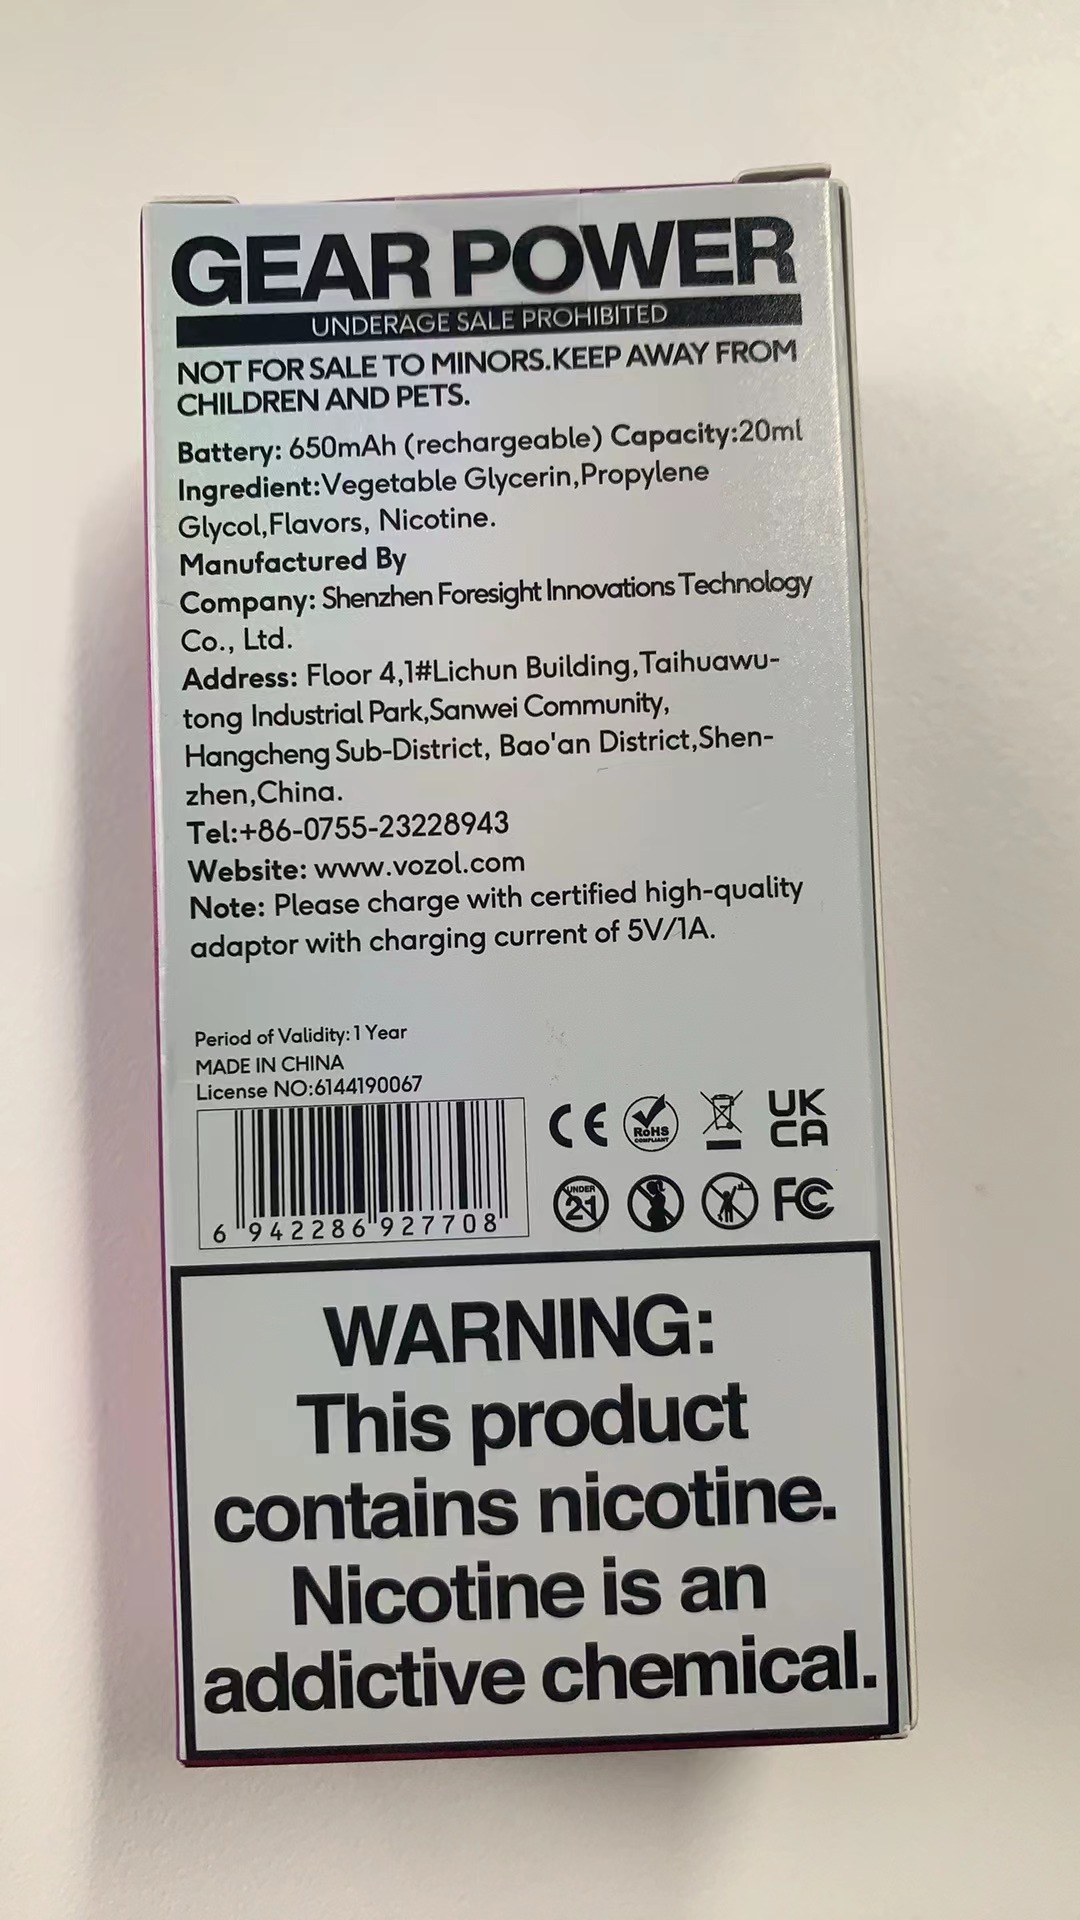 GEAR POWER
UNDERAGE SALE PROHIBITED
NOT FOR SALE TO MINORS.KEEP AWAY FROM
CHILDREN AND PETS.
Battery: 650mAh (rechargeable) Capacity:20ml
Ingredient:Vegetable Glycerin,Propylene
Glycol,Flavors, Nicotine.
Manufactured By
Company: Shenzhen Foresight Innovations Technology
Co., Ltd.
Address: Floor 4,1#Lichun Building,Taihuawu-
tong Industrial Park,Sanwei Community,
Hangcheng Sub-District, Bao'an District,Shen-
zhen,China.
Tel:+86-0755-23228943
Website: www.vozol.com
Note: Please charge with certified high-quality
adaptor with charging current of 5V/1A.
Period of Validity:1 Year
MADE IN CHINA
License NO:6144190067
6 942286 927708
CE
RoHS
COMPLIANT
UK
CA
UNDER
21
FC
WARNING:
This product
contains nicotine.
Nicotine is an
addictive chemical.